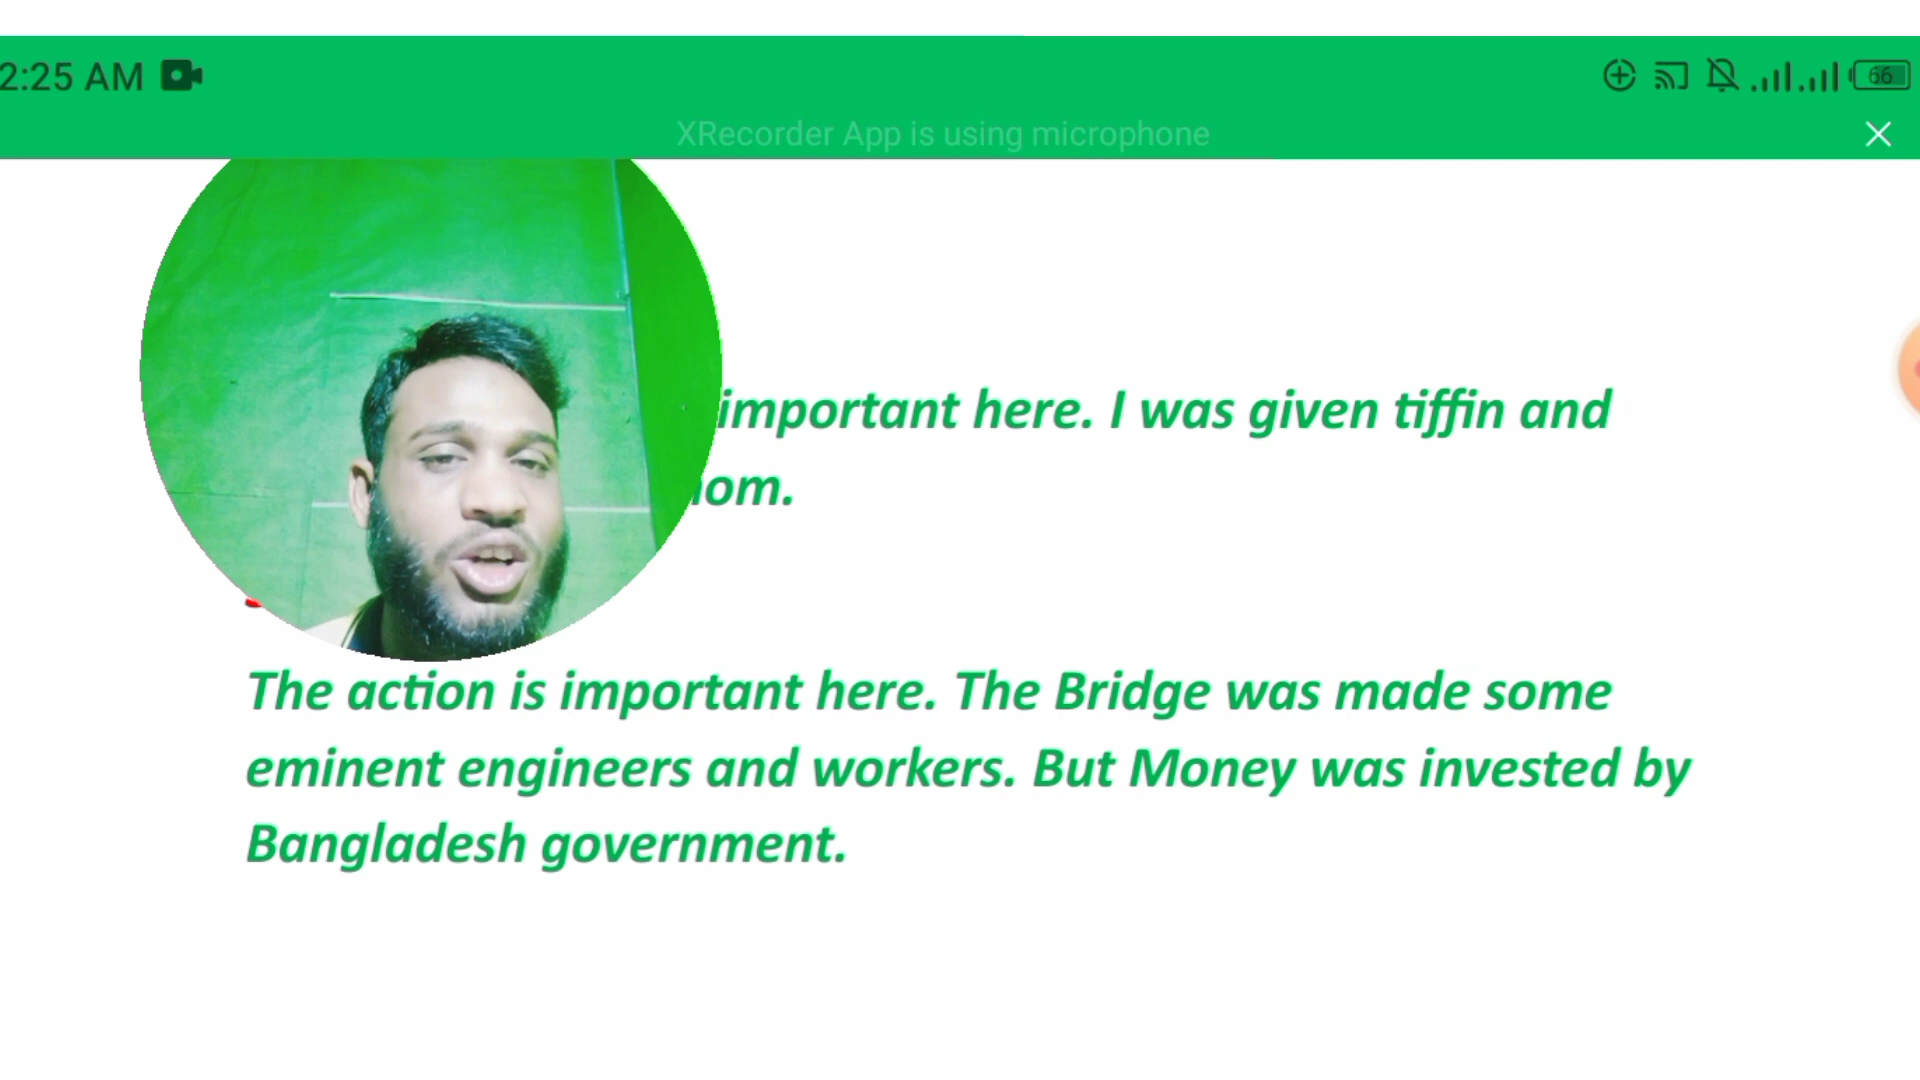 2:25 AM
66
XRecorder App is using microphone
important here. I was given tiffin and
The action is important here. The Bridge was made some
eminent engineers and workers. But Money was invested by
Bangladesh government.